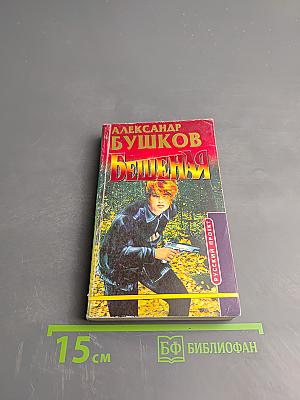 АЛЕКСАНДР
БУШКОВ
БЕШЕНАЯ
РУССКИЙ ПРОЕКТ
15 см
БФ БИБЛИОФАН